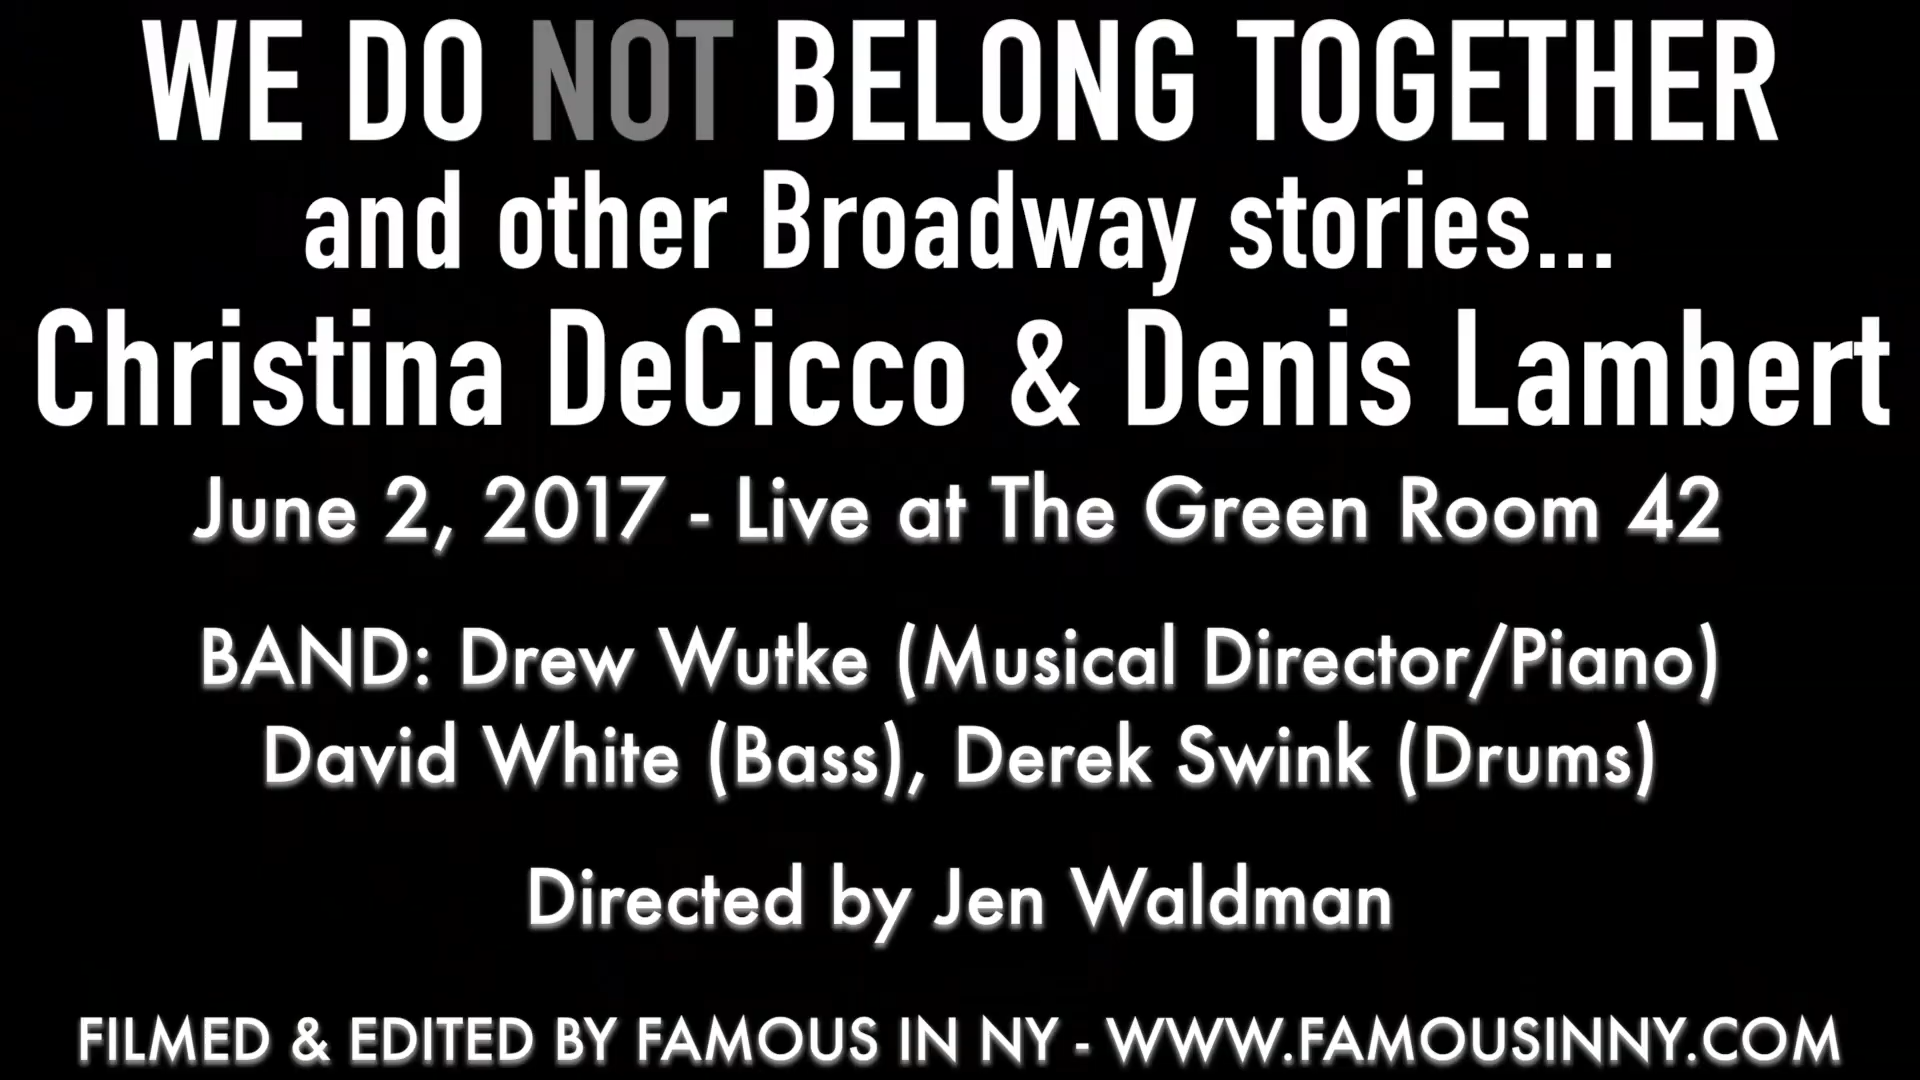 WE DO NOT BELONG TOGETHER
and other Broadway stories...
Christina DeCicco & Denis Lambert
June 2, 2017 - Live at The Green Room 42
BAND: Drew Wutke (Musical Director/Piano)
David White (Bass), Derek Swink (Drums)
Directed by Jen Waldman
FILMED & EDITED BY FAMOUS IN NY - WWW.FAMOUSINNY.COM